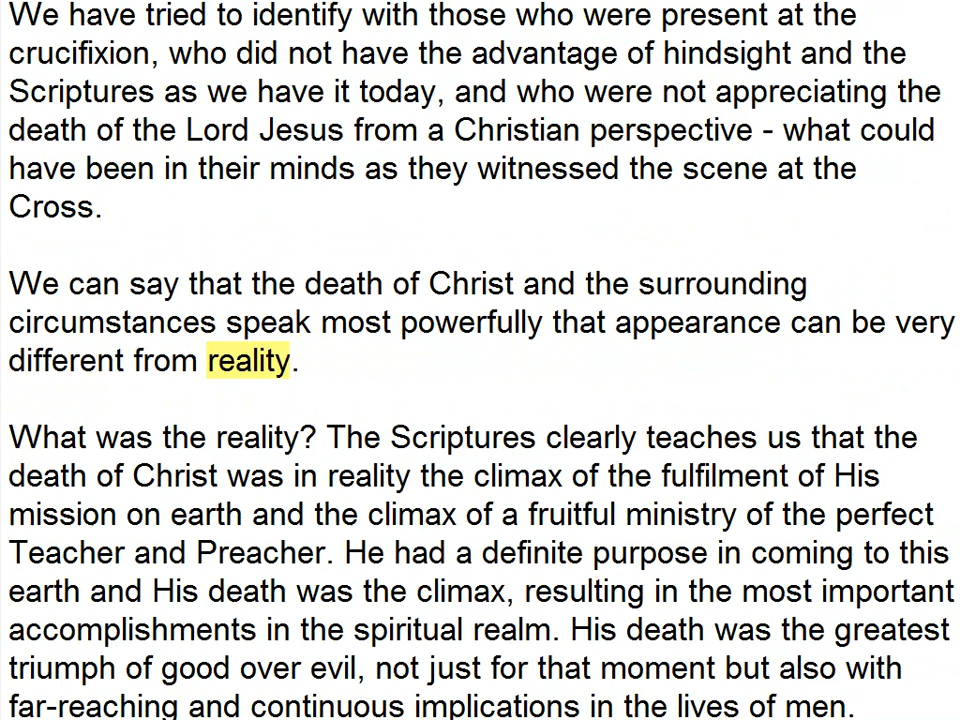 We have tried to identify with those who were present at the
crucifixion, who did not have the advantage of hindsight and the
Scriptures as we have it today, and who were not appreciating the
death of the Lord Jesus from a Christian perspective - what could
have been in their minds as they witnessed the scene at the
Cross.
We can say that the death of Christ and the surrounding
circumstances speak most powerfully that appearance can be very
different from reality.
What was the reality? The Scriptures clearly teaches us that the
death of Christ was in reality the climax of the fulfilment of His
mission on earth and the climax of a fruitful ministry of the perfect
Teacher and Preacher. He had a definite purpose in coming to this
earth and His death was the climax, resulting in the most important
accomplishments in the spiritual realm. His death was the greatest
triumph of good over evil, not just for that moment but also with
far-reaching and continuous implications in the lives of men.